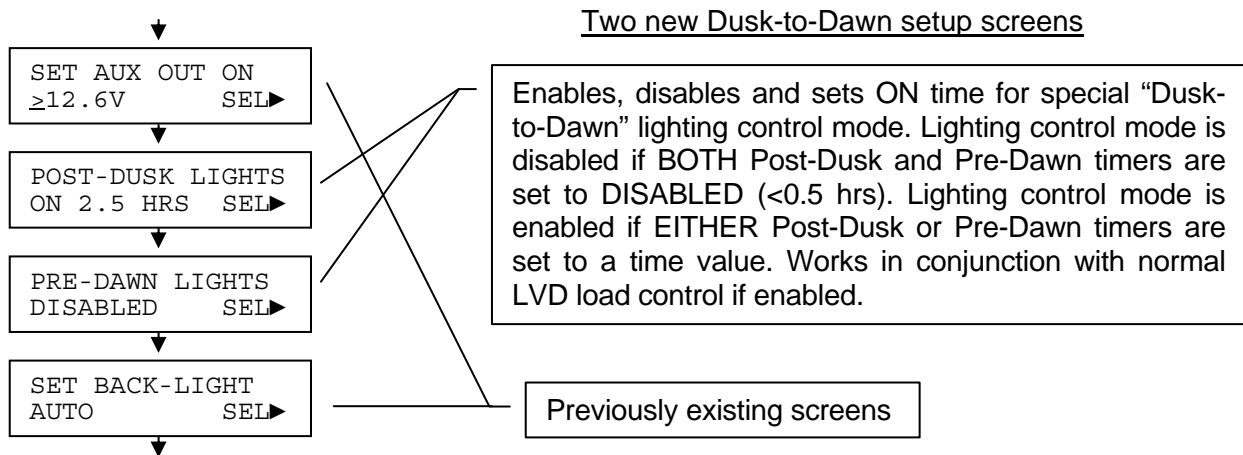 Two new Dusk-to-Dawn setup screens
SET AUX OUT ON
≥12.6V SEL►
POST-DUSK LIGHTS
ON 2.5 HRS SEL►
PRE-DAWN LIGHTS
DISABLED SEL►
SET BACK-LIGHT
AUTO SEL►
Enables, disables and sets ON time for special “Dusk-
to-Dawn” lighting control mode. Lighting control mode is
disabled if BOTH Post-Dusk and Pre-Dawn timers are
set to DISABLED (<0.5 hrs). Lighting control mode is
enabled if EITHER Post-Dusk or Pre-Dawn timers are
set to a time value. Works in conjunction with normal
LVD load control if enabled.
Previously existing screens